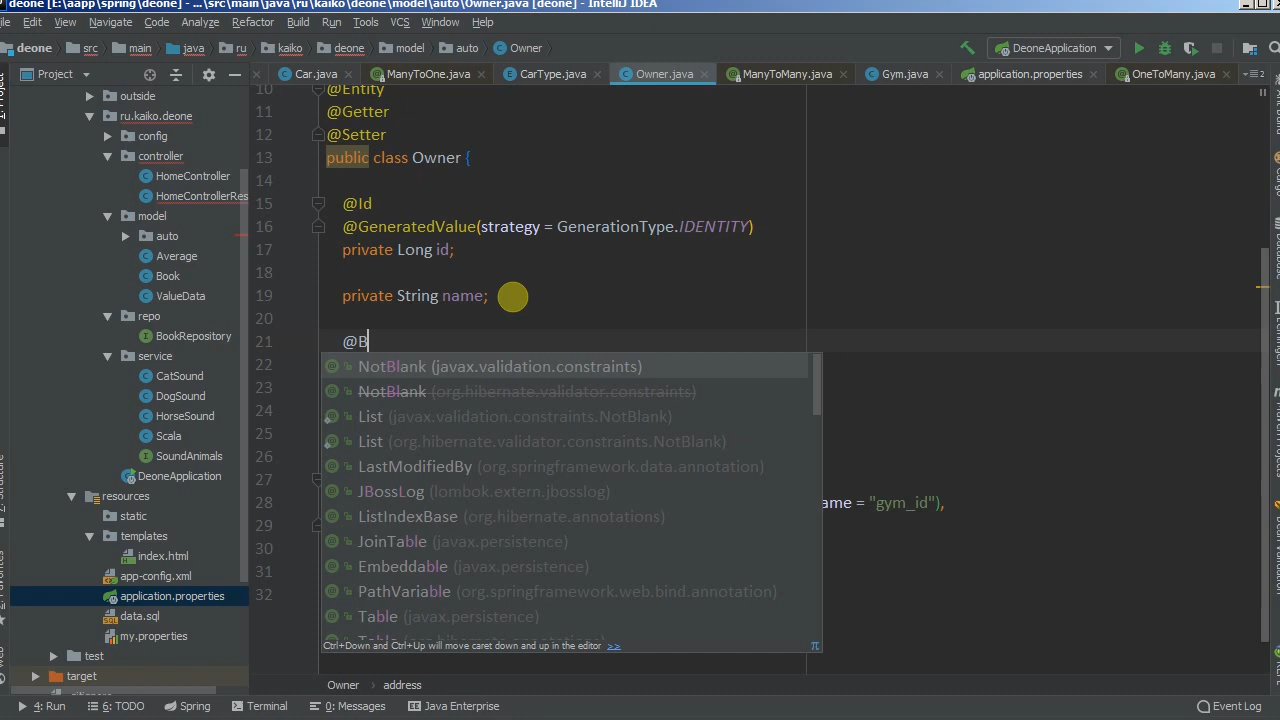 deone [E:\aapp\spring\deone] - ...\src\main\java\ru\kaiko\deone\model\auto\Owner.java [deone] - IntelliJ IDEA
Edit View Navigate Code Analyze Refactor Build Run Tools VCS Window Help
deone src main java ru kaiko deone model auto Owner DeoneApplication
Project Car.java ManyToOne.java CarType.java Owner.java ManyToMany.java Gym.java application.properties OneToMany.java
outside
ru.kaiko.deone
config
controller
HomeController
HomeControllerRes
model
auto
Average
Book
ValueData
repo
BookRepository
service
CatSound
DogSound
HorseSound
Scala
SoundAnimals
DeoneApplication
resources
static
templates
index.html
app-config.xml
application.properties
data.sql
my.properties
test
target
10 @Entity
11 @Getter
12 @Setter
13 public class Owner {
14
15 @Id
16 @GeneratedValue(strategy = GenerationType.IDENTITY)
17 private Long id;
18
19 private String name;
20
21 @B
22
23
24
25
26
27
28 name = "gym_id"),
29
30
31
32
NotBlank (javax.validation.constraints)
NotBlank (org.hibernate.validator.constraints)
List (javax.validation.constraints.NotBlank)
List (org.hibernate.validator.constraints.NotBlank)
LastModifiedBy (org.springframework.data.annotation)
JBossLog (lombok.extern.jbosslog)
ListIndexBase (org.hibernate.annotations)
JoinTable (javax.persistence)
Embeddable (javax.persistence)
PathVariable (org.springframework.web.bind.annotation)
Table (javax.persistence)
Ctrl+Down and Ctrl+Up will move caret down and up in the editor >>
Owner address
4: Run 6: TODO Spring Terminal 0: Messages Java Enterprise Event Log